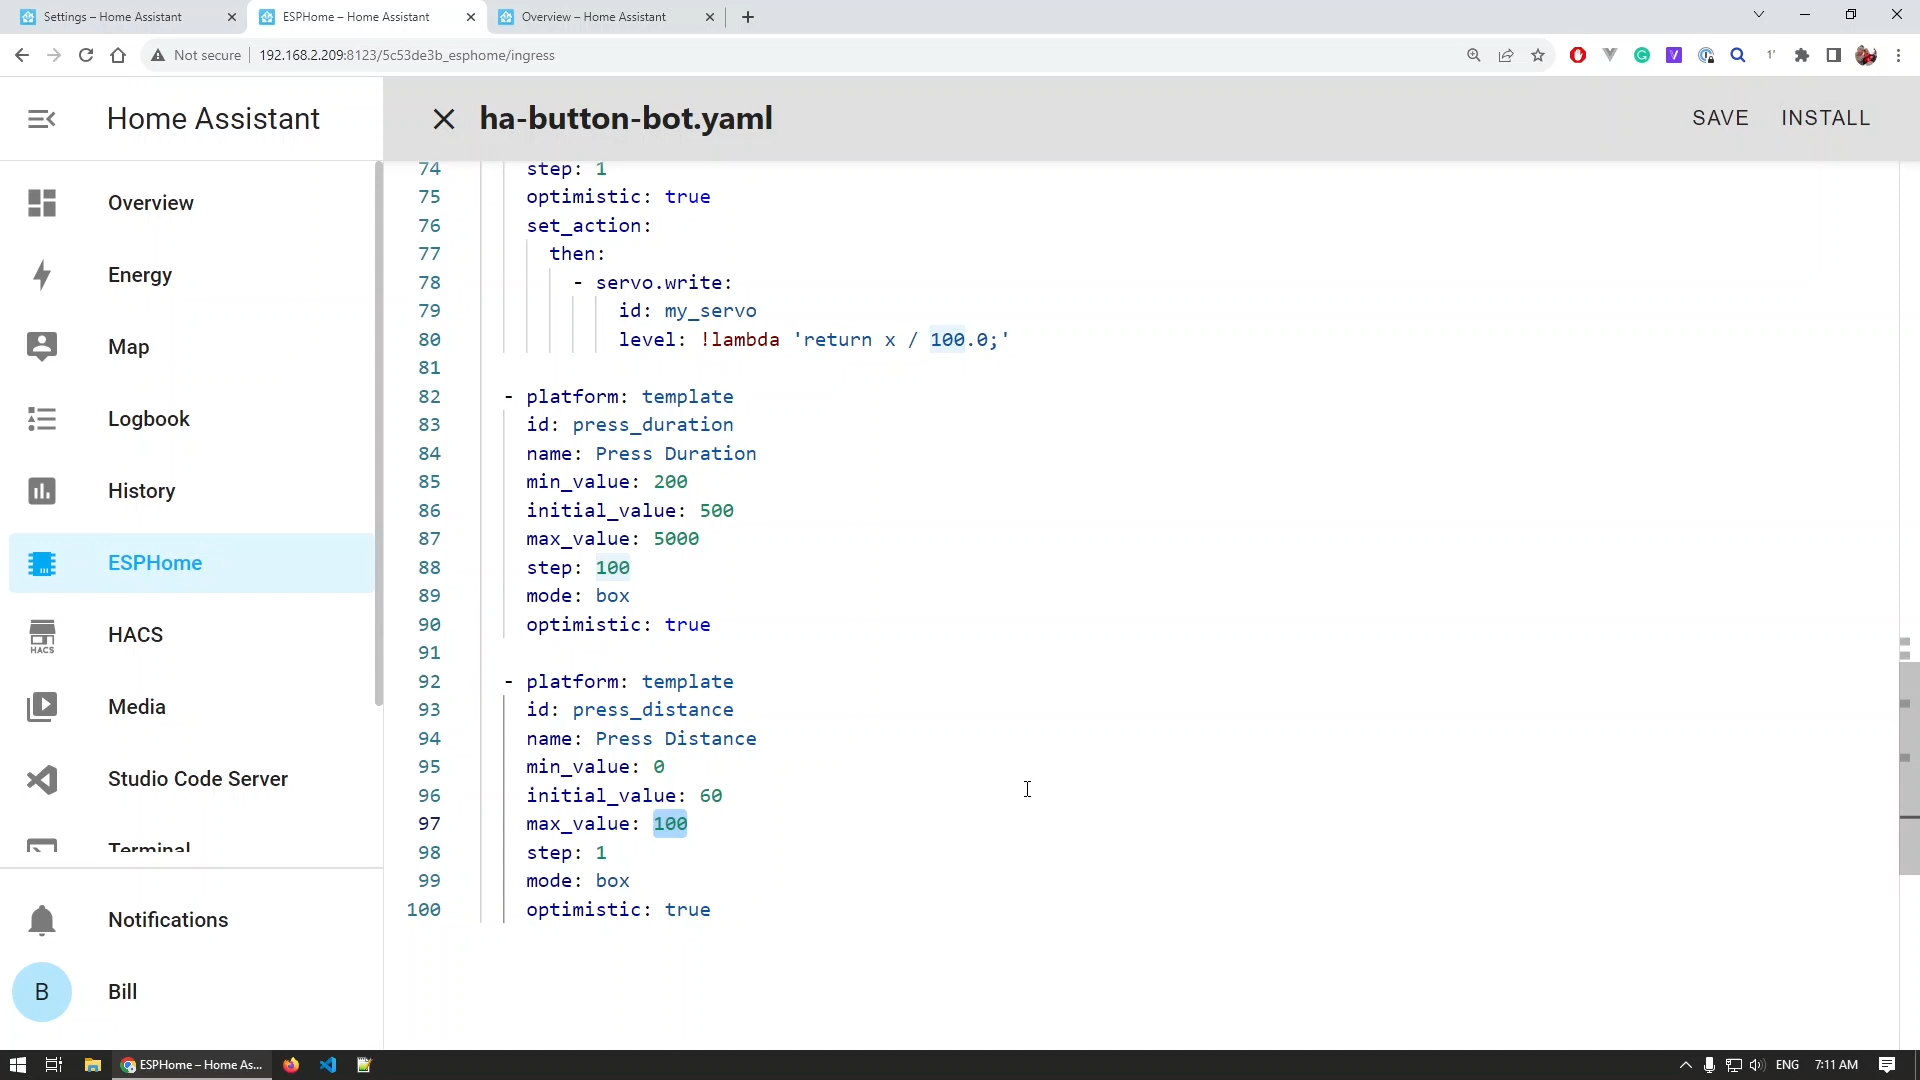 Settings – Home Assistant
ESPHome – Home Assistant
Overview – Home Assistant
Not secure
192.168.2.209:8123/5c53de3b_esphome/ingress
Home Assistant
ha-button-bot.yaml
SAVE
INSTALL
Overview
Energy
Map
Logbook
History
ESPHome
HACS
HACS
Media
Studio Code Server
Terminal
Notifications
B
Bill
74 step: 1
75 optimistic: true
76 set_action:
77 then:
78 - servo.write:
79 id: my_servo
80 level: !lambda 'return x / 100.0;'
81
82 - platform: template
83 id: press_duration
84 name: Press Duration
85 min_value: 200
86 initial_value: 500
87 max_value: 5000
88 step: 100
89 mode: box
90 optimistic: true
91
92 - platform: template
93 id: press_distance
94 name: Press Distance
95 min_value: 0
96 initial_value: 60
97 max_value: 100
98 step: 1
99 mode: box
100 optimistic: true
ESPHome – Home As...
ENG
7:11 AM